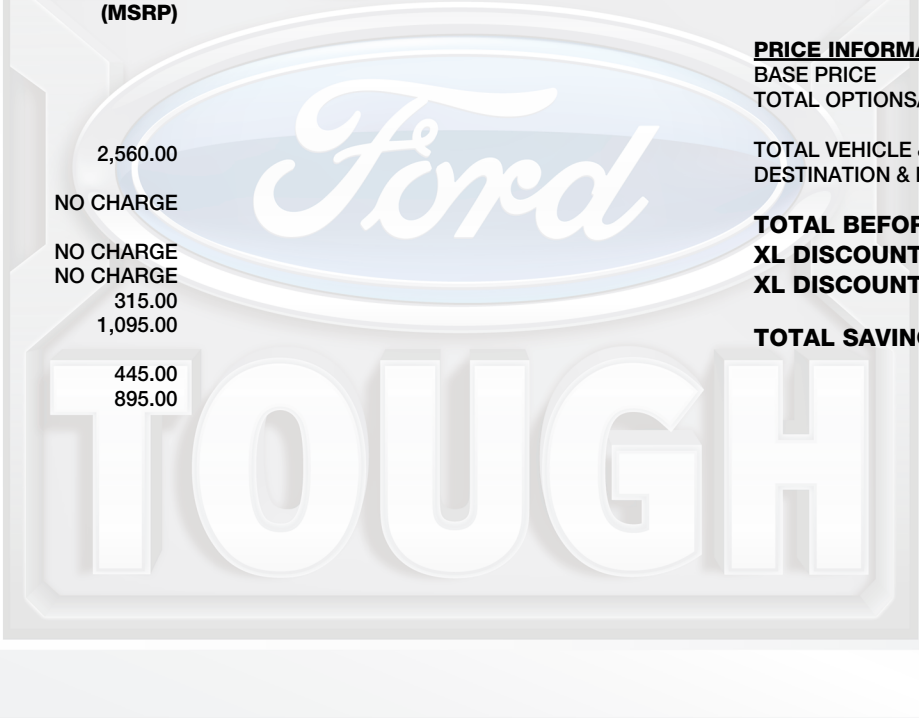 (MSRP)
2,560.00
NO CHARGE
NO CHARGE
NO CHARGE
315.00
1,095.00
445.00
895.00
PRICE INFORMA
BASE PRICE
TOTAL OPTIONS
TOTAL VEHICLE
DESTINATION &
TOTAL BEFOR
XL DISCOUNT
XL DISCOUNT
TOTAL SAVIN
Ford
TOUGH